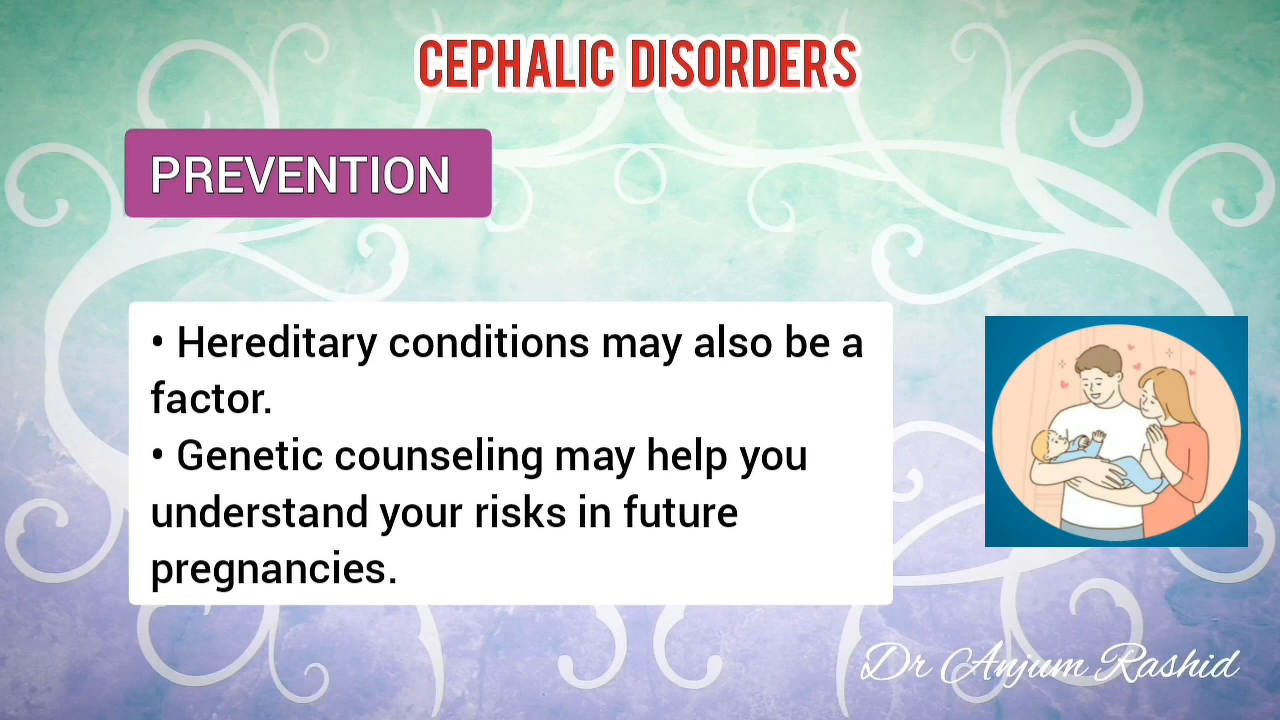 CEPHALIC DISORDERS
PREVENTION
• Hereditary conditions may also be a
factor.
• Genetic counseling may help you
understand your risks in future
pregnancies.
Dr Anjum Rashid